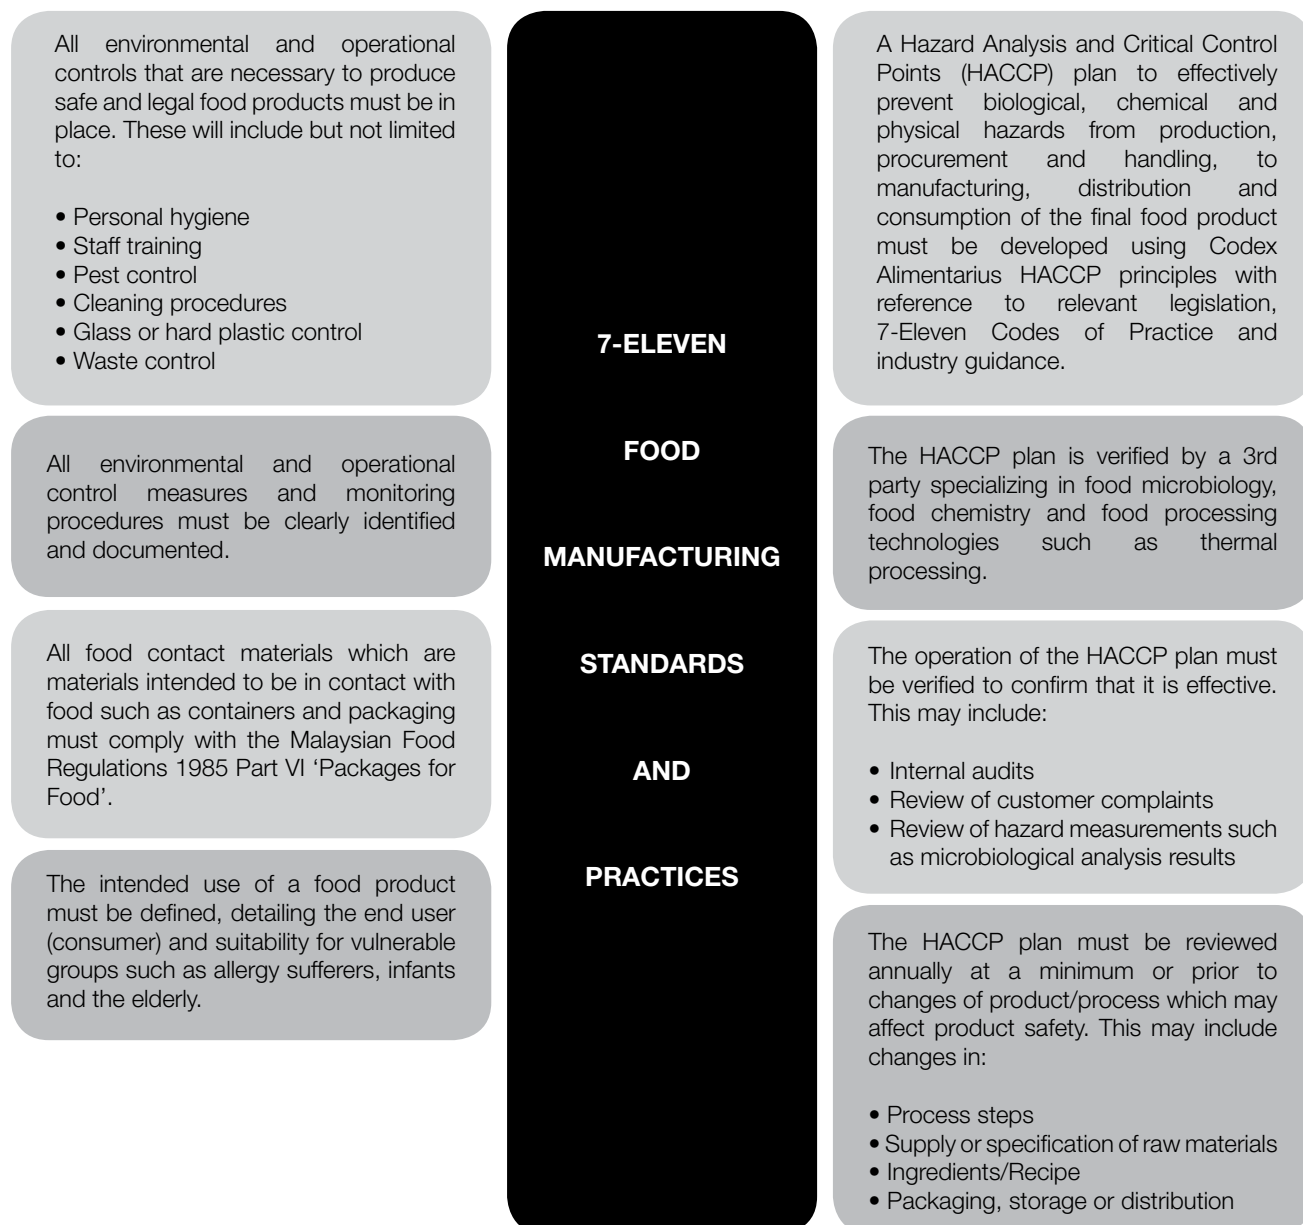 All environmental and operational
controls that are necessary to produce
safe and legal food products must be in
place. These will include but not limited
to:
• Personal hygiene
• Staff training
• Pest control
• Cleaning procedures
• Glass or hard plastic control
• Waste control
All environmental and operational
control measures and monitoring
procedures must be clearly identified
and documented.
All food contact materials which are
materials intended to be in contact with
food such as containers and packaging
must comply with the Malaysian Food
Regulations 1985 Part VI ‘Packages for
Food’.
The intended use of a food product
must be defined, detailing the end user
(consumer) and suitability for vulnerable
groups such as allergy sufferers, infants
and the elderly.
7-ELEVEN
FOOD
MANUFACTURING
STANDARDS
AND
PRACTICES
A Hazard Analysis and Critical Control
Points (HACCP) plan to effectively
prevent biological, chemical and
physical hazards from production,
procurement and handling, to
manufacturing, distribution and
consumption of the final food product
must be developed using Codex
Alimentarius HACCP principles with
reference to relevant legislation,
7-Eleven Codes of Practice and
industry guidance.
The HACCP plan is verified by a 3rd
party specializing in food microbiology,
food chemistry and food processing
technologies such as thermal
processing.
The operation of the HACCP plan must
be verified to confirm that it is effective.
This may include:
• Internal audits
• Review of customer complaints
• Review of hazard measurements such
as microbiological analysis results
The HACCP plan must be reviewed
annually at a minimum or prior to
changes of product/process which may
affect product safety. This may include
changes in:
• Process steps
• Supply or specification of raw materials
• Ingredients/Recipe
• Packaging, storage or distribution